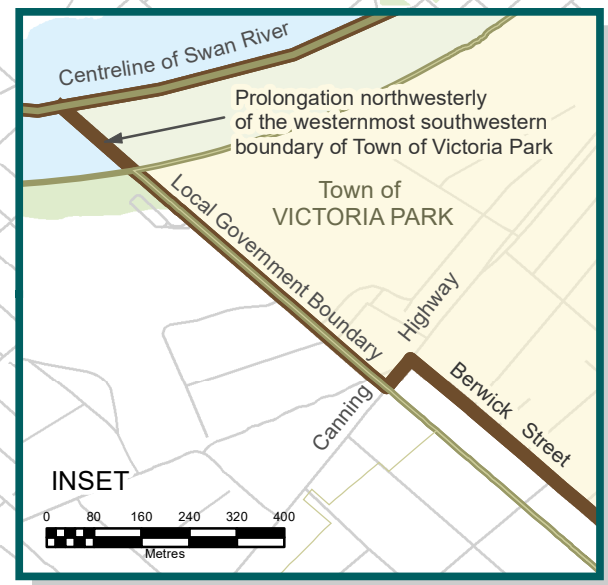 Centreline of Swan River
Prolongation northwesterly
of the westernmost southwestern
boundary of Town of Victoria Park
Town of
VICTORIA PARK
Local Government Boundary
Highway
Canning
Berwick Street
INSET
0 80 160 240 320 400
Metres